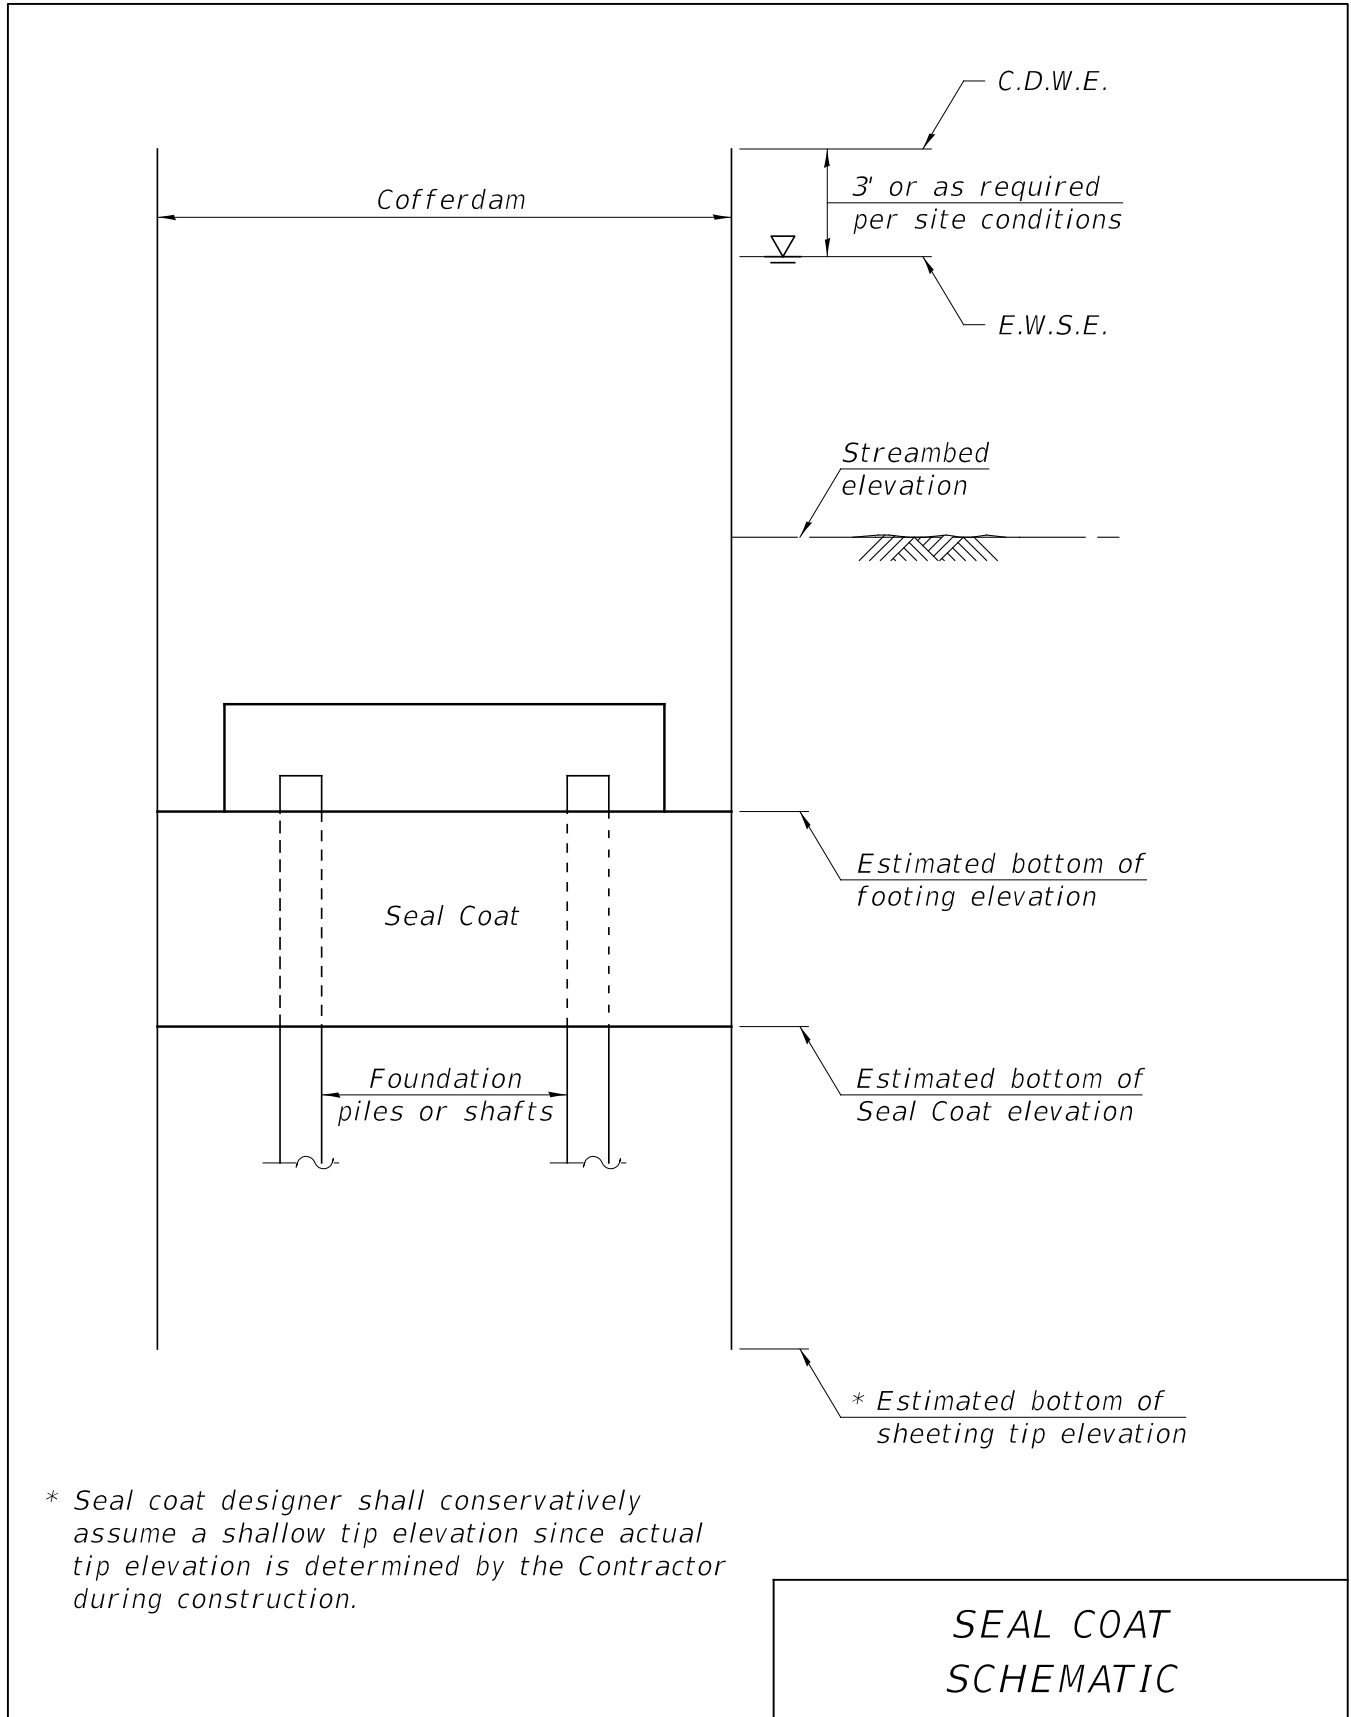 C.D.W.E.
Cofferdam
3' or as required
per site conditions
E.W.S.E.
Streambed
elevation
Estimated bottom of
footing elevation
Seal Coat
Foundation
piles or shafts
Estimated bottom of
Seal Coat elevation
* Estimated bottom of
sheeting tip elevation
* Seal coat designer shall conservatively
assume a shallow tip elevation since actual
tip elevation is determined by the Contractor
during construction.
SEAL COAT
SCHEMATIC